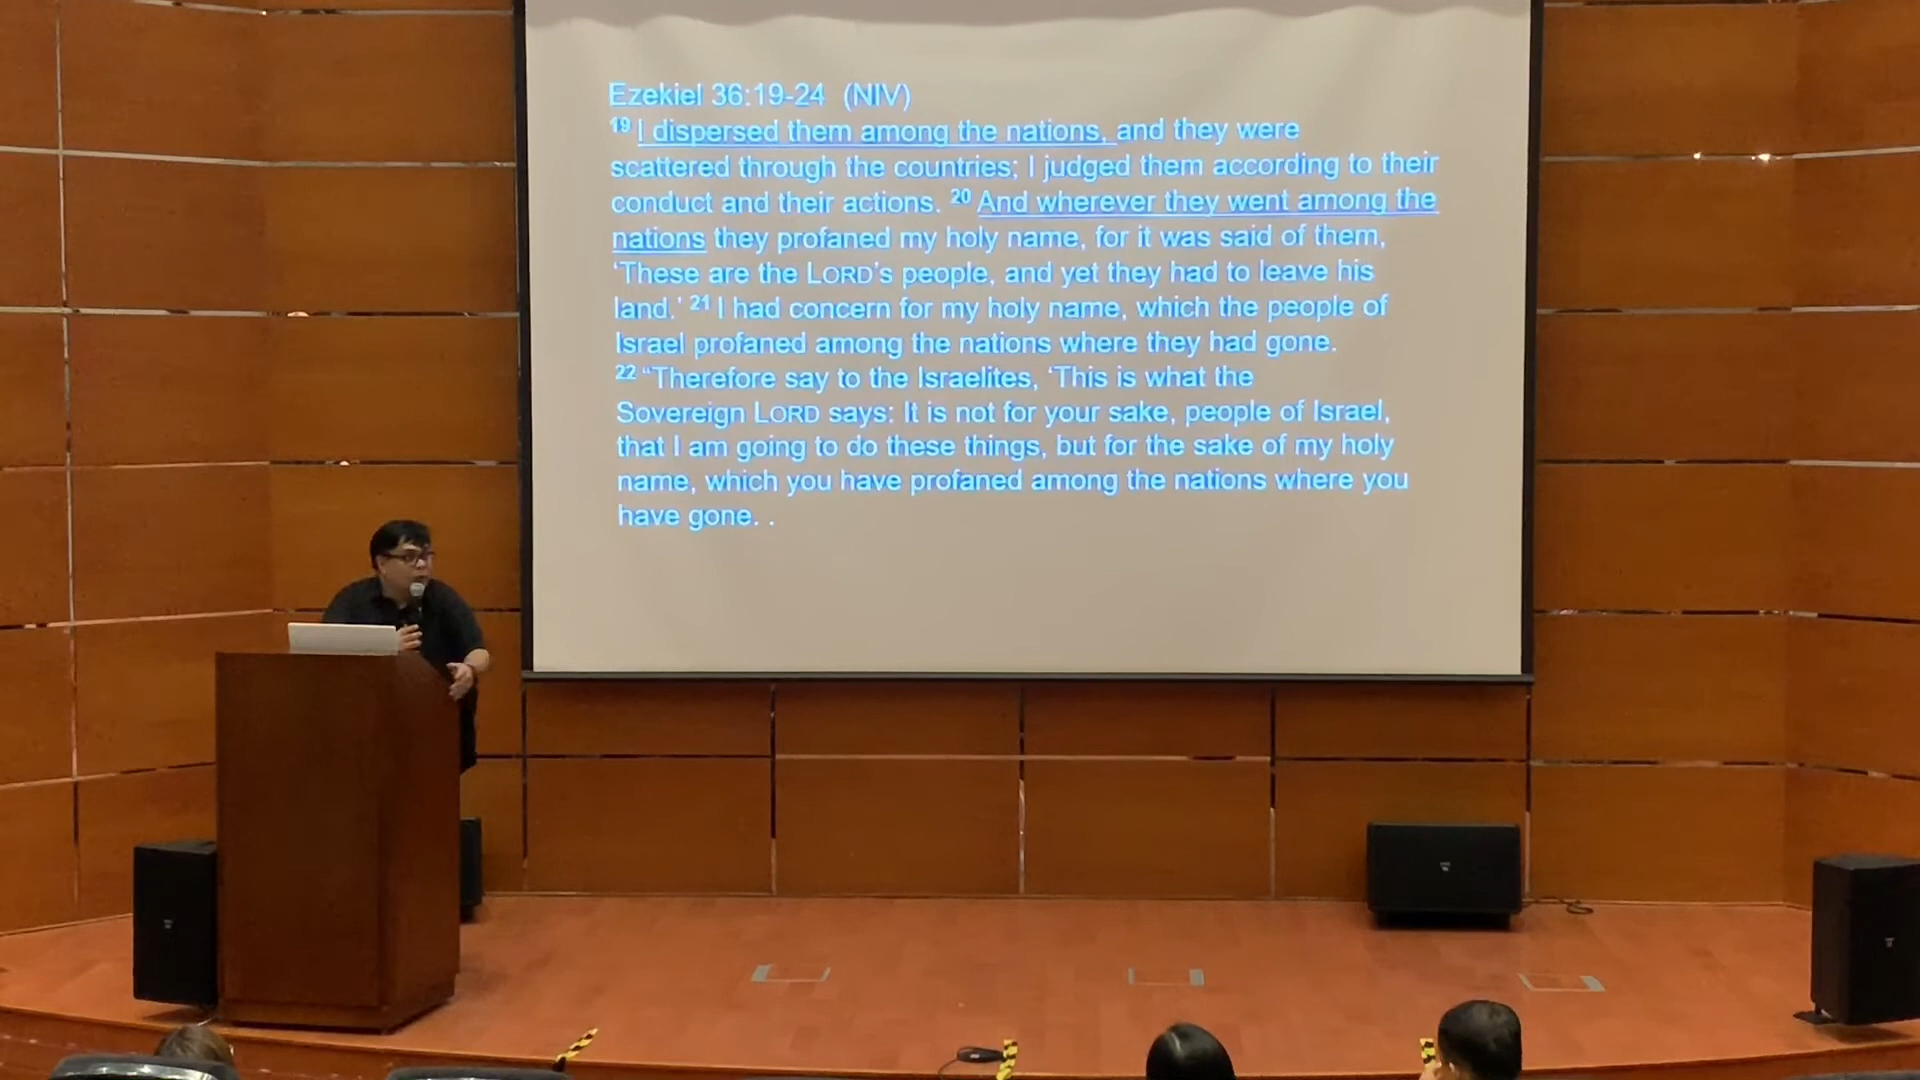 Ezekiel 36:19-24 (NIV)
19 I dispersed them among the nations, and they were
scattered through the countries; I judged them according to their
conduct and their actions. 20 And wherever they went among the
nations they profaned my holy name, for it was said of them,
‘These are the LORD’s people, and yet they had to leave his
land.’ 21 I had concern for my holy name, which the people of
Israel profaned among the nations where they had gone.
22 “Therefore say to the Israelites, ‘This is what the
Sovereign LORD says: It is not for your sake, people of Israel,
that I am going to do these things, but for the sake of my holy
name, which you have profaned among the nations where you
have gone. .